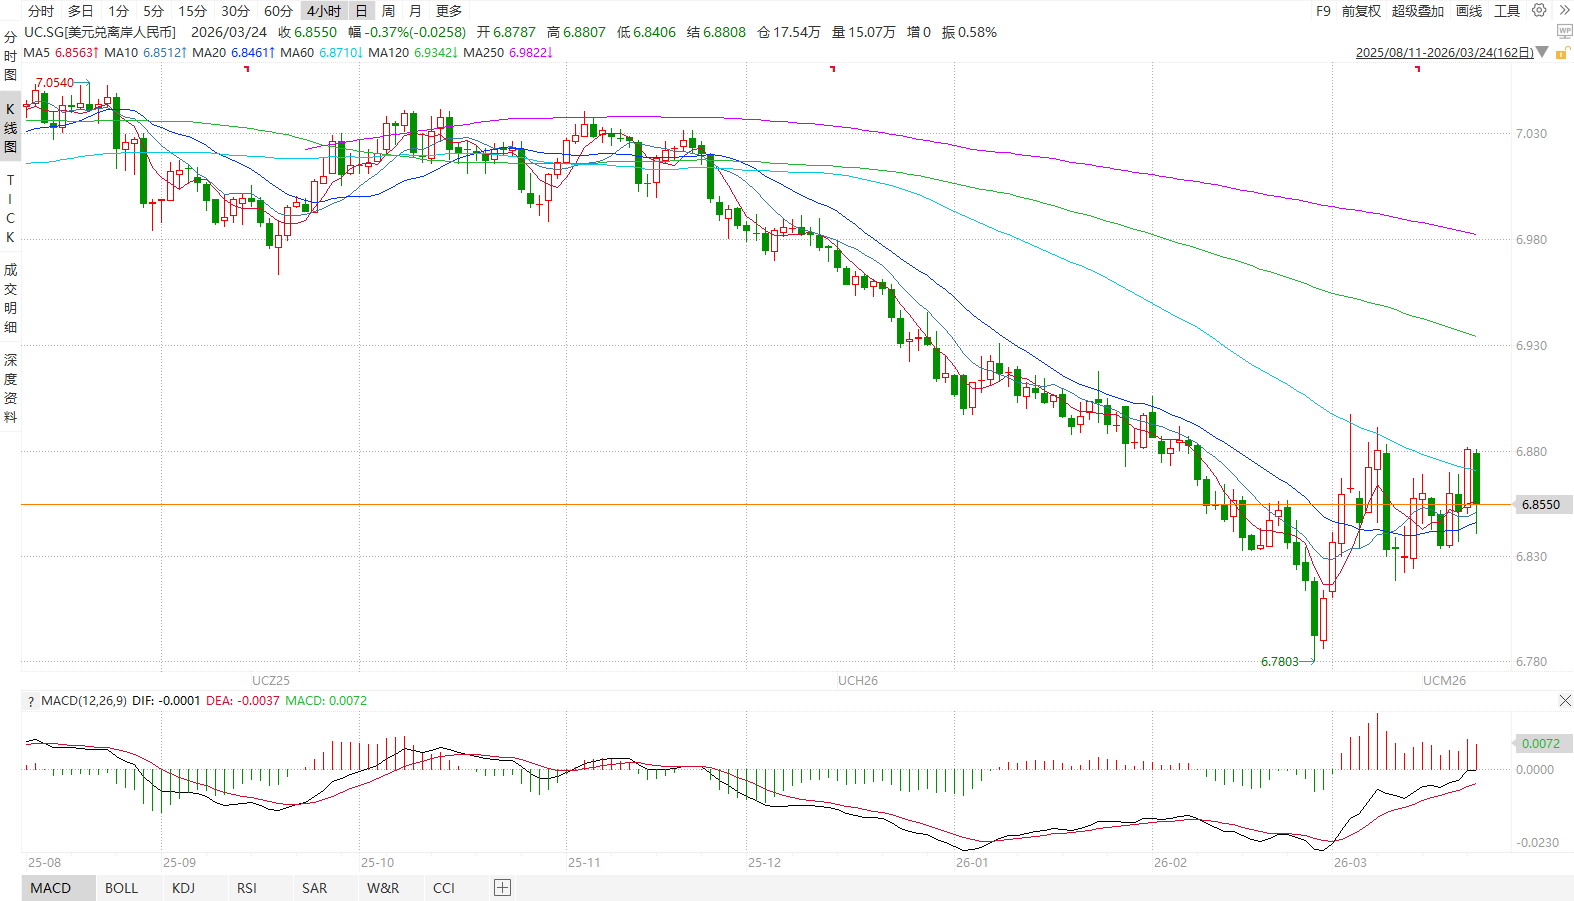 分时 多日 1分 5分 15分 30分 60分 4小时 日 周 月 更多 F9 前复权 超级叠加 画线 工具
UC.SG[美元兑离岸人民币] 2026/03/24 收 6.8550 幅 -0.37%(-0.0258) 开 6.8787 高 6.8807 低 6.8406 结 6.8808 仓 17.54万 量 15.07万 增 0 振 0.58%
WP
MA5 6.8563↑ MA10 6.8512↑ MA20 6.8461↑ MA60 6.8710↓ MA120 6.9342↓ MA250 6.9822↓
2025/08/11-2026/03/24(162日)
分时图
K线图
TICK
成交明细
深度资料
7.0540
7.030
6.980
6.930
6.880
6.8550
6.830
6.7803
6.780
UCZ25 UCH26 UCM26
? MACD(12,26,9) DIF: -0.0001 DEA: -0.0037 MACD: 0.0072
0.0072
0.0000
-0.0230
25-08 25-09 25-10 25-11 25-12 26-01 26-02 26-03
MACD BOLL KDJ RSI SAR W&R CCI